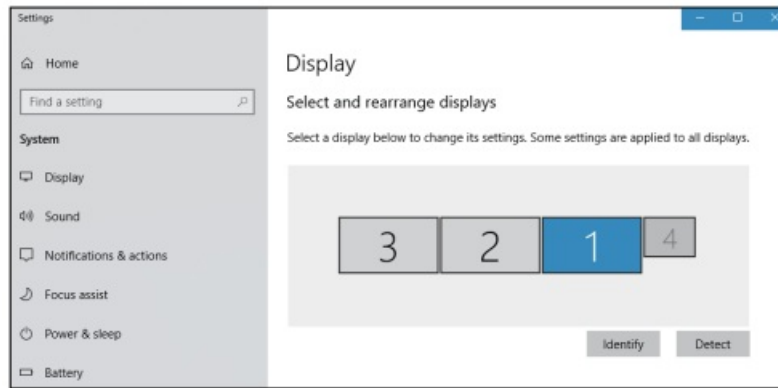 Settings
Home
Find a setting
System
Display
Sound
Notifications & actions
Focus assist
Power & sleep
Battery
Display
Select and rearrange displays
Select a display below to change its settings. Some settings are applied to all displays.
3 2 1 4
Identify Detect